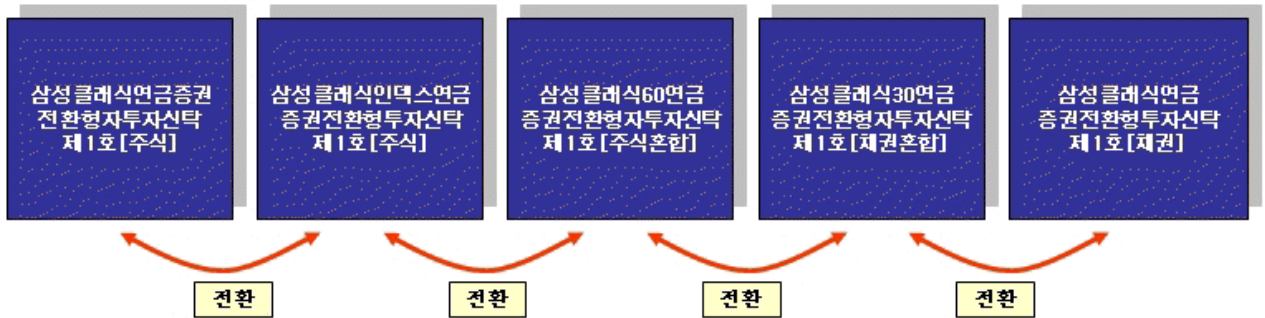 삼성클래식연금증권
전환형자투자신탁
제1호[주식]
삼성클래식인덱스연금
증권전환형자투자신탁
제1호[주식]
삼성클래식60연금
증권전환형자투자신탁
제1호[주식혼합]
삼성클래식30연금
증권전환형자투자신탁
제1호[채권혼합]
삼성클래식연금
증권전환형자투자신탁
제1호[채권]
전환
전환
전환
전환